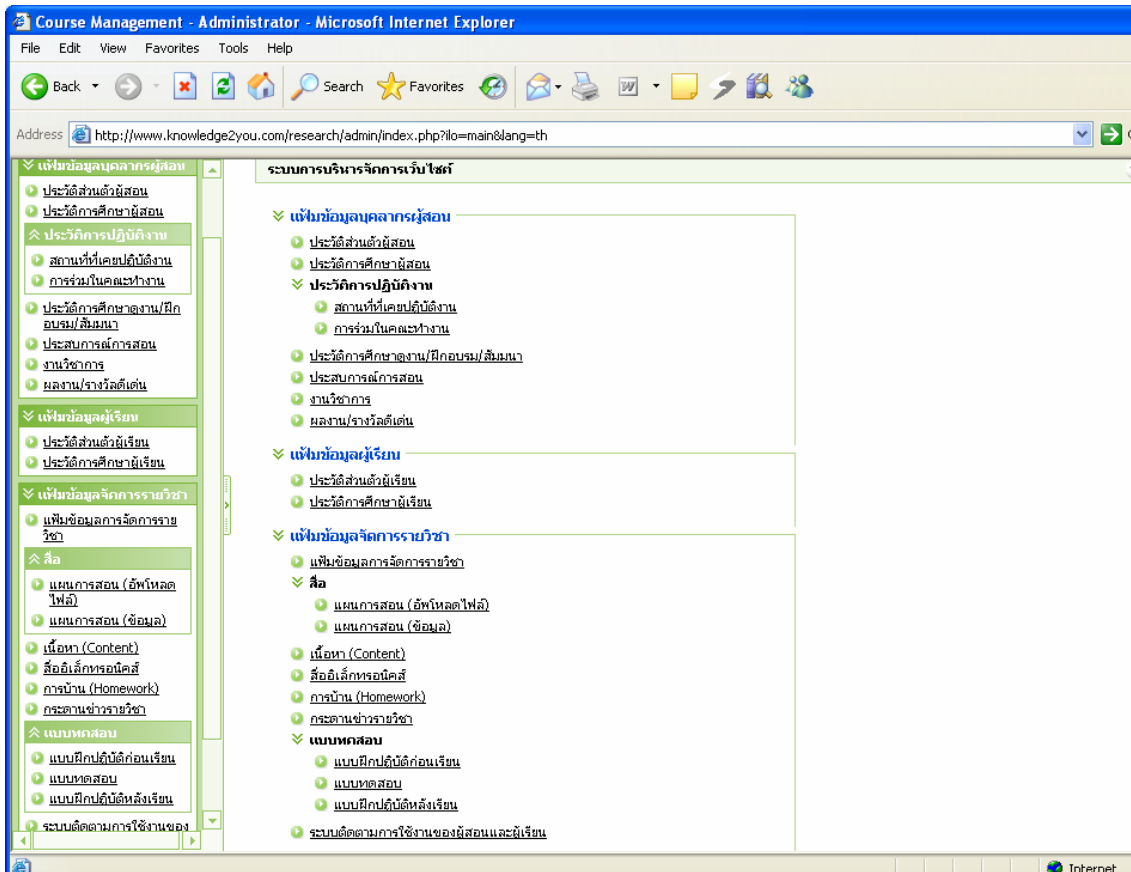 Course Management - Administrator - Microsoft Internet Explorer
File Edit View Favorites Tools Help
Back Search Favorites
Address http://www.knowledge2you.com/research/admin/index.php?ilo=main&lang=th
แฟ้มข้อมูลบุคลากรผู้สอน
ประวัติส่วนตัวผู้สอน
ประวัติการศึกษาผู้สอน
ประวัติการปฏิบัติงาน
สถานที่ที่เคยปฏิบัติงาน
การร่วมในคณะทำงาน
ประวัติการศึกษาดูงาน/ฝึก
อบรม/สัมมนา
ประสบการณ์การสอน
งานวิชาการ
ผลงาน/รางวัลดีเด่น
แฟ้มข้อมูลผู้เรียน
ประวัติส่วนตัวผู้เรียน
ประวัติการศึกษาผู้เรียน
แฟ้มข้อมูลจัดการรายวิชา
แฟ้มข้อมูลการจัดการราย
วิชา
สื่อ
แผนการสอน (อัพโหลด
ไฟล์)
แผนการสอน (ข้อมูล)
เนื้อหา (Content)
สื่ออิเล็กทรอนิคส์
การบ้าน (Homework)
กระดานข่าวรายวิชา
แบบทดสอบ
แบบฝึกปฏิบัติก่อนเรียน
แบบทดสอบ
แบบฝึกปฏิบัติหลังเรียน
ระบบติดตามการใช้งานของ
ระบบการบริหารจัดการเว็บไซต์
แฟ้มข้อมูลบุคลากรผู้สอน
ประวัติส่วนตัวผู้สอน
ประวัติการศึกษาผู้สอน
ประวัติการปฏิบัติงาน
สถานที่ที่เคยปฏิบัติงาน
การร่วมในคณะทำงาน
ประวัติการศึกษาดูงาน/ฝึกอบรม/สัมมนา
ประสบการณ์การสอน
งานวิชาการ
ผลงาน/รางวัลดีเด่น
แฟ้มข้อมูลผู้เรียน
ประวัติส่วนตัวผู้เรียน
ประวัติการศึกษาผู้เรียน
แฟ้มข้อมูลจัดการรายวิชา
แฟ้มข้อมูลการจัดการรายวิชา
สื่อ
แผนการสอน (อัพโหลดไฟล์)
แผนการสอน (ข้อมูล)
เนื้อหา (Content)
สื่ออิเล็กทรอนิคส์
การบ้าน (Homework)
กระดานข่าวรายวิชา
แบบทดสอบ
แบบฝึกปฏิบัติก่อนเรียน
แบบทดสอบ
แบบฝึกปฏิบัติหลังเรียน
ระบบติดตามการใช้งานของผู้สอนและผู้เรียน
Internet